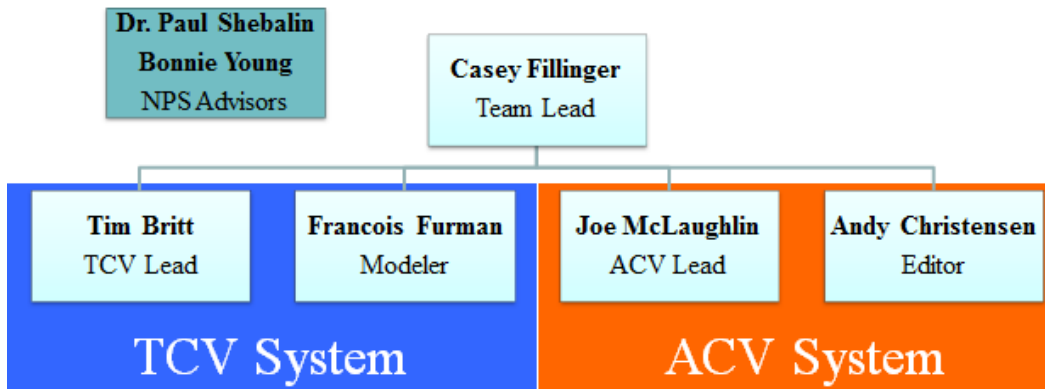 Dr. Paul Shebalin
Bonnie Young
NPS Advisors
Casey Fillinger
Team Lead
Tim Britt
TCV Lead
Francois Furman
Modeler
Joe McLaughlin
ACV Lead
Andy Christensen
Editor
TCV System
ACV System